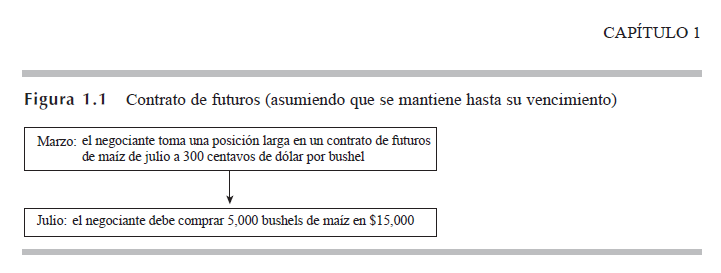 CAPÍTULO 1
Figura 1.1 Contrato de futuros (asumiendo que se mantiene hasta su vencimiento)
Marzo: el negociante toma una posición larga en un contrato de futuros
de maíz de julio a 300 centavos de dólar por bushel
Julio: el negociante debe comprar 5,000 bushels de maíz en $15,000